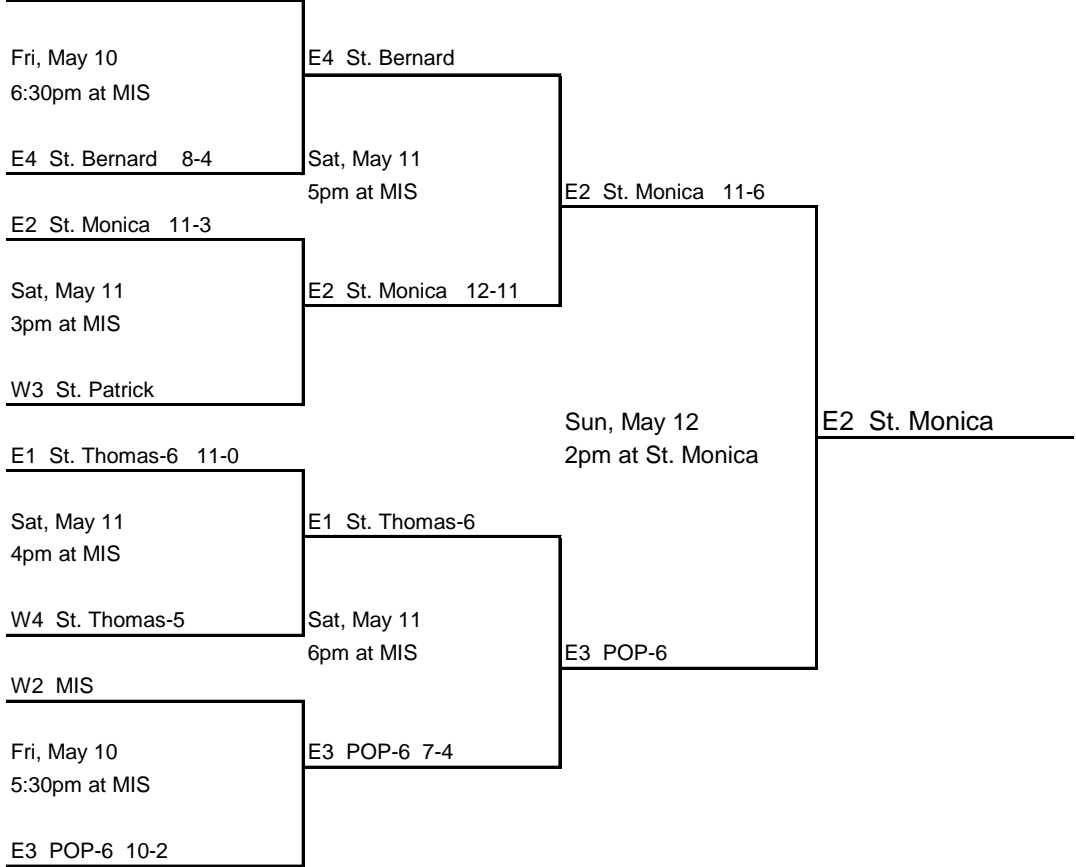 Fri, May 10
6:30pm at MIS
E4 St. Bernard
E4 St. Bernard 8-4
Sat, May 11
5pm at MIS
E2 St. Monica 11-6
E2 St. Monica 11-3
Sat, May 11
3pm at MIS
E2 St. Monica 12-11
W3 St. Patrick
Sun, May 12
2pm at St. Monica
E2 St. Monica
E1 St. Thomas-6 11-0
Sat, May 11
4pm at MIS
E1 St. Thomas-6
W4 St. Thomas-5
Sat, May 11
6pm at MIS
E3 POP-6
W2 MIS
Fri, May 10
5:30pm at MIS
E3 POP-6 7-4
E3 POP-6 10-2